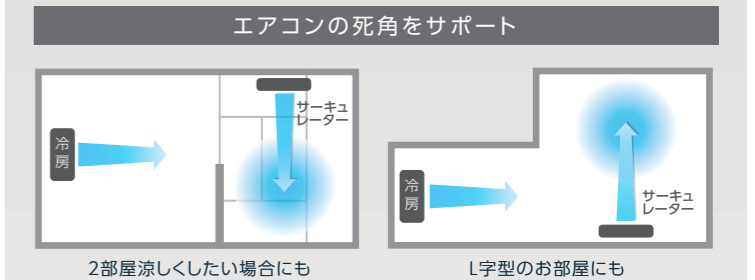 エアコンの死角をサポート
冷房
サーキュ
レーター
2部屋涼しくしたい場合にも
冷房
サーキュ
レーター
L字型のお部屋にも